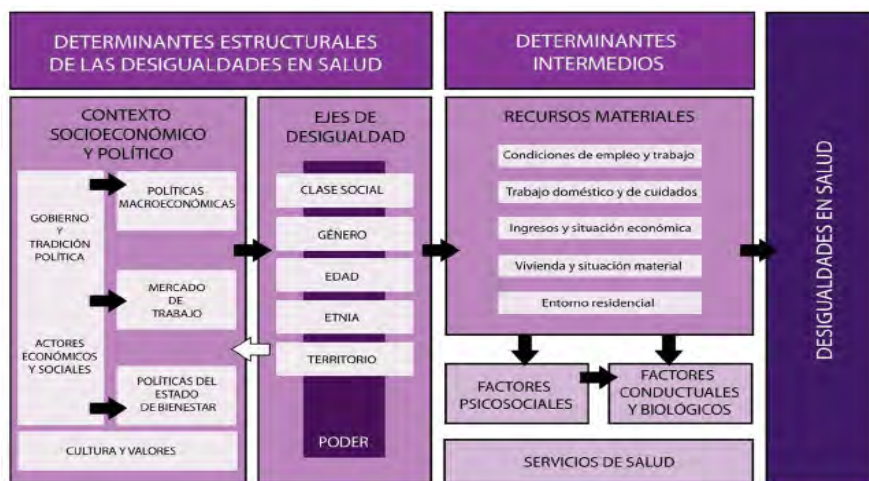 DETERMINANTES ESTRUCTURALES
DE LAS DESIGUALDADES EN SALUD
DETERMINANTES
INTERMEDIOS
CONTEXTO
SOCIOECONÓMICO
Y POLÍTICO
GOBIERNO
Y
TRADICIÓN
POLÍTICA
ACTORES
ECONÓMICOS
Y SOCIALES
POLÍTICAS
MACROECONÓMICAS
MERCADO
DE
TRABAJO
POLÍTICAS DEL
ESTADO
DE BIENESTAR
CULTURA Y VALORES
EJES DE
DESIGUALDAD
CLASE SOCIAL
GÉNERO
EDAD
ETNIA
TERRITORIO
PODER
RECURSOS MATERIALES
Condiciones de empleo y trabajo
Trabajo doméstico y de cuidados
Ingresos y situación económica
Vivienda y situación material
Entorno residencial
FACTORES
PSICOSOCIALES
FACTORES
CONDUCTUALES
Y BIOLÓGICOS
SERVICIOS DE SALUD
DESIGUALDADES EN SALUD